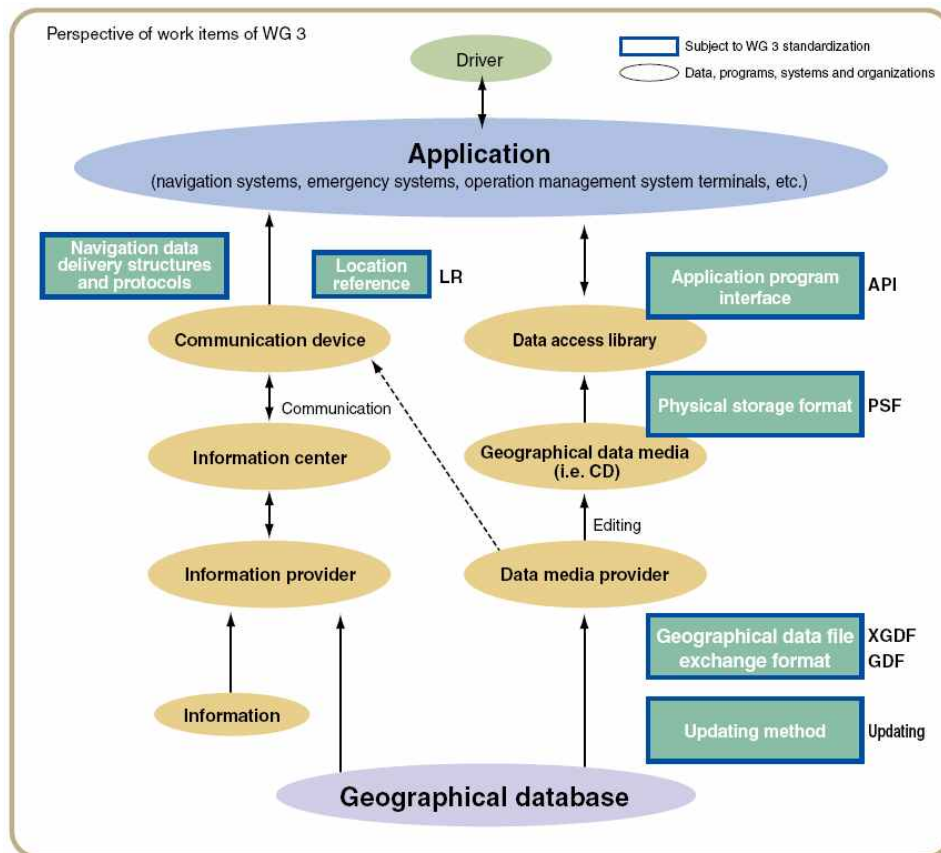 Perspective of work items of WG 3
Subject to WG 3 standardization
Data, programs, systems and organizations
Driver
Application
(navigation systems, emergency systems, operation management system terminals, etc.)
Navigation data
delivery structures
and protocols
Location
reference
LR
Application program
interface
API
Communication device
Data access library
Communication
Physical storage format
PSF
Information center
Geographical data media
(i.e. CD)
Editing
Information provider
Data media provider
Geographical data file
exchange format
XGDF
GDF
Information
Updating method
Updating
Geographical database